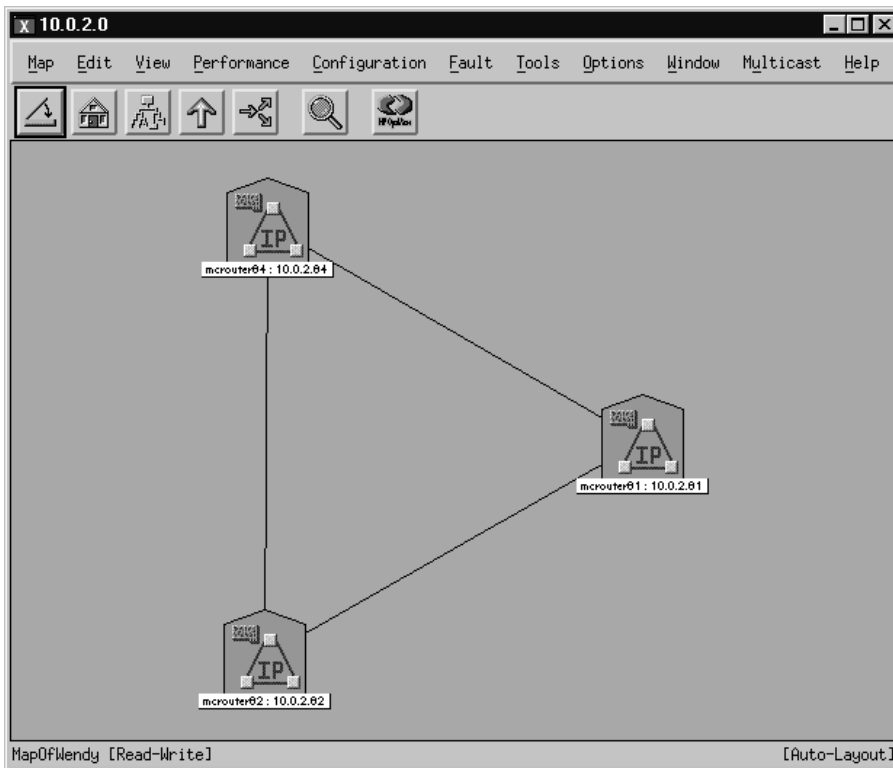 X 10.0.2.0
Map Edit View Performance Configuration Fault Tools Options Window Multicast Help
HP OpenView
IP
mcrouter04 : 10.0.2.04
IP
mcrouter01 : 10.0.2.01
IP
mcrouter02 : 10.0.2.02
MapOfWendy [Read-Write] [Auto-Layout]